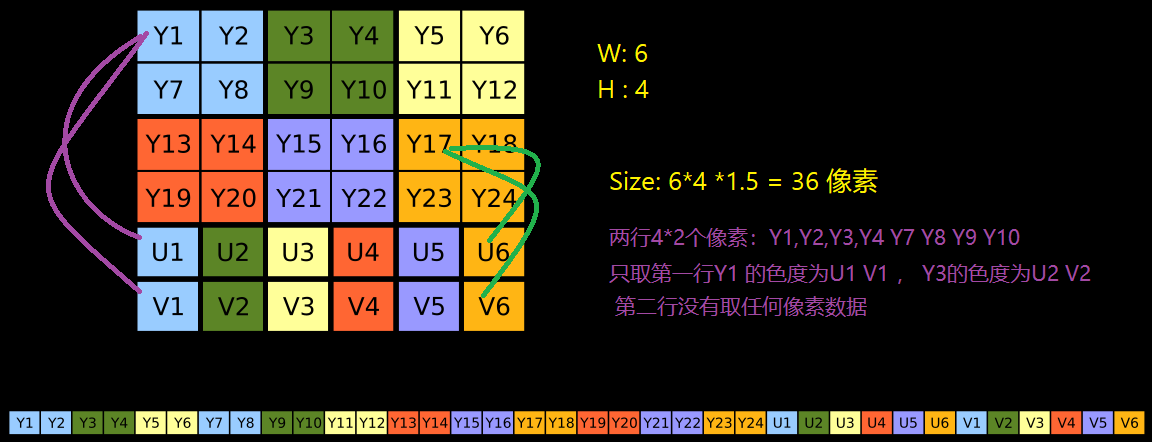 Y1 Y2 Y3 Y4 Y5 Y6
Y7 Y8 Y9 Y10 Y11 Y12
Y13 Y14 Y15 Y16 Y17 Y18
Y19 Y20 Y21 Y22 Y23 Y24
U1 U2 U3 U4 U5 U6
V1 V2 V3 V4 V5 V6
W: 6
H : 4
Size: 6*4 *1.5 = 36 像素
两行4*2个像素：Y1,Y2,Y3,Y4 Y7 Y8 Y9 Y10
只取第一行Y1 的色度为U1 V1 ， Y3的色度为U2 V2
第二行没有取任何像素数据
Y1 Y2 Y3 Y4 Y5 Y6 Y7 Y8 Y9 Y10 Y11 Y12 Y13 Y14 Y15 Y16 Y17 Y18 Y19 Y20 Y21 Y22 Y23 Y24 U1 U2 U3 U4 U5 U6 V1 V2 V3 V4 V5 V6